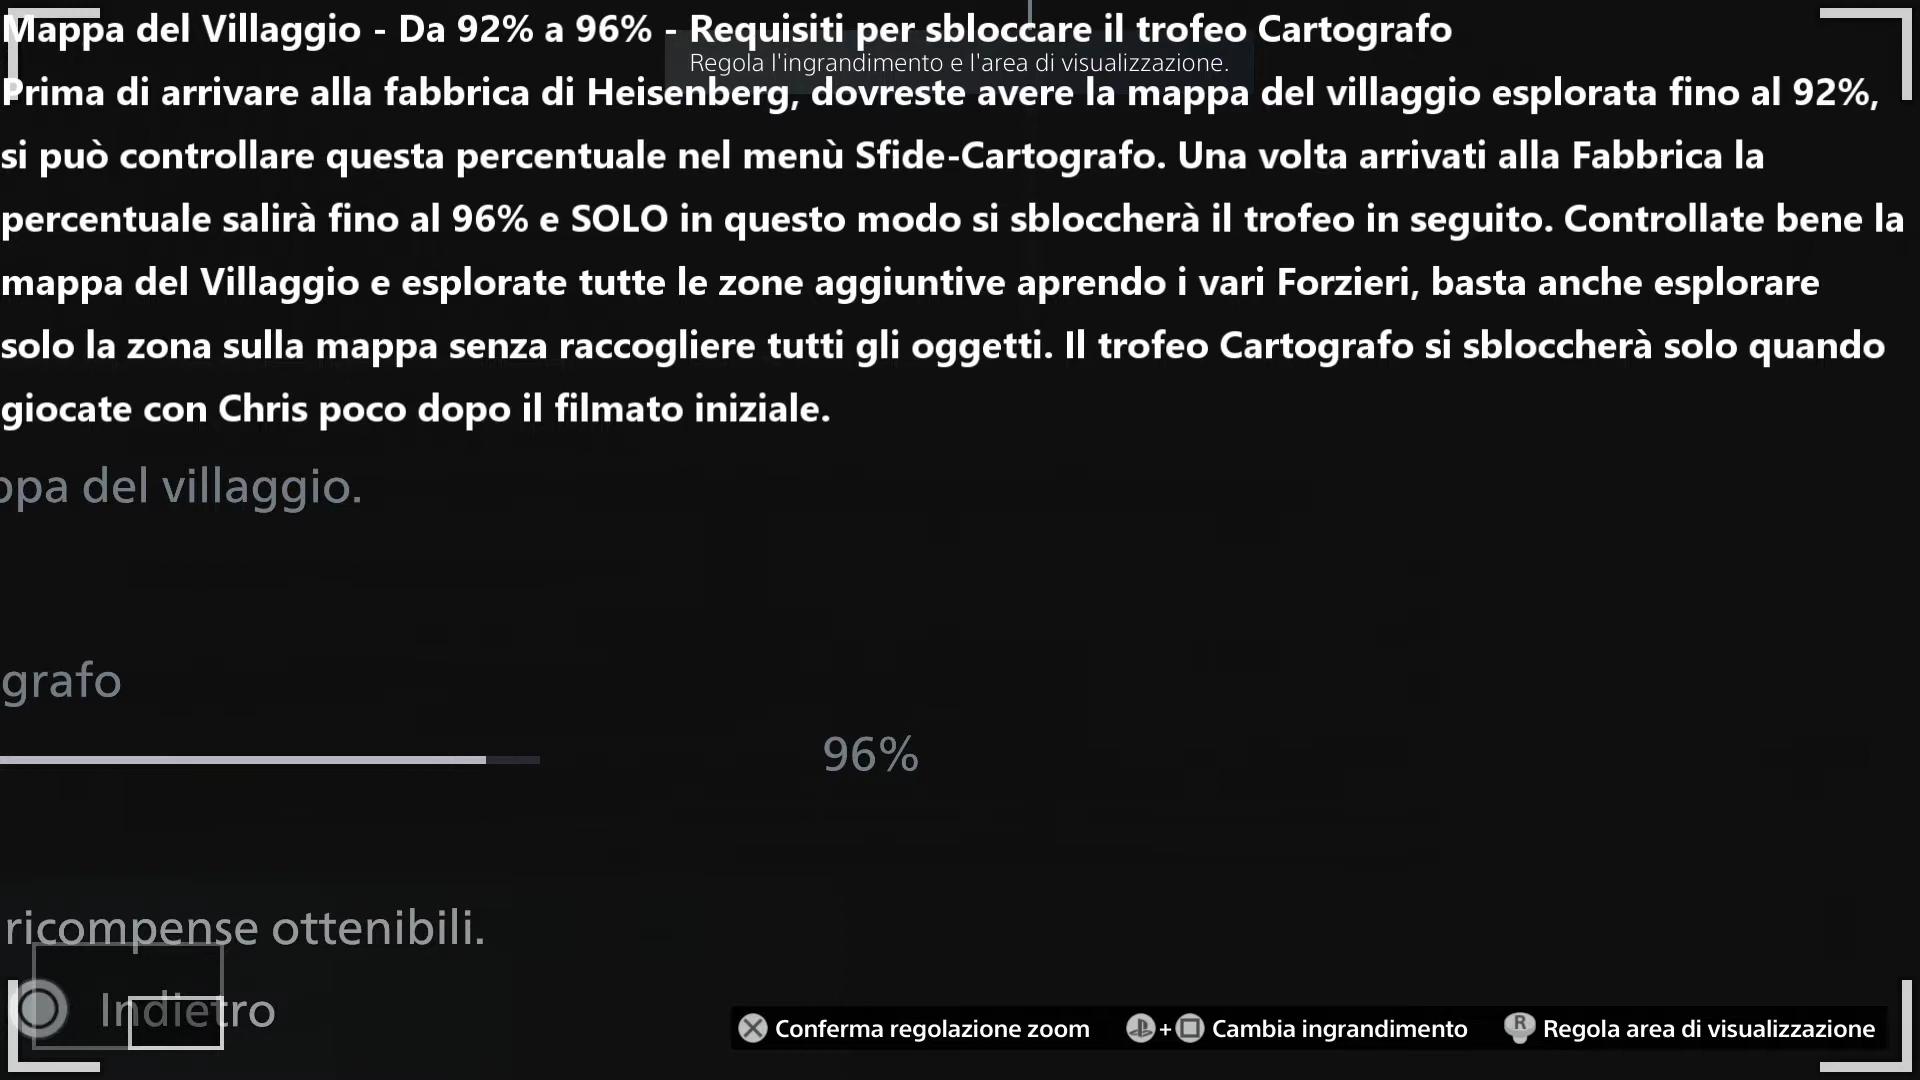 Mappa del Villaggio - Da 92% a 96% - Requisiti per sbloccare il trofeo Cartografo
Regola l'ingrandimento e l'area di visualizzazione.
Prima di arrivare alla fabbrica di Heisenberg, dovreste avere la mappa del villaggio esplorata fino al 92%,
si può controllare questa percentuale nel menù Sfide-Cartografo. Una volta arrivati alla Fabbrica la
percentuale salirà fino al 96% e SOLO in questo modo si sbloccherà il trofeo in seguito. Controllate bene la
mappa del Villaggio e esplorate tutte le zone aggiuntive aprendo i vari Forzieri, basta anche esplorare
solo la zona sulla mappa senza raccogliere tutti gli oggetti. Il trofeo Cartografo si sbloccherà solo quando
giocate con Chris poco dopo il filmato iniziale.
ppa del villaggio.
grafo
96%
ricompense ottenibili.
Indietro
Conferma regolazione zoom + Cambia ingrandimento R Regola area di visualizzazione